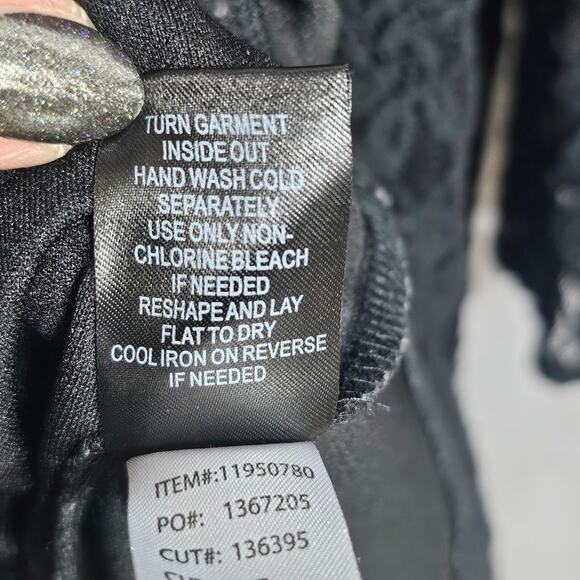 TURN GARMENT
INSIDE OUT
HAND WASH COLD
SEPARATELY
USE ONLY NON-
CHLORINE BLEACH
IF NEEDED
RESHAPE AND LAY
FLAT TO DRY
COOL IRON ON REVERSE
IF NEEDED
ITEM#:11950780
PO#: 1367205
CUT#: 136395